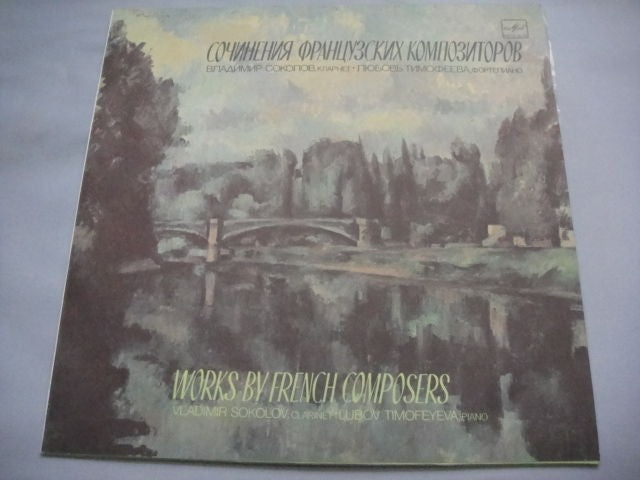 СОЧИНЕНИЯ ФРАНЦУЗСКИХ КОМПОЗИТОРОВ
ВЛАДИМИР СОКОЛОВ, КЛАРНЕТ • ЛЮБОВЬ ТИМОФЕЕВА, ФОРТЕПИАНО
WORKS BY FRENCH COMPOSERS
VLADIMIR SOKOLOV, CLARINET • LUBOV TIMOFEYEVA, PIANO